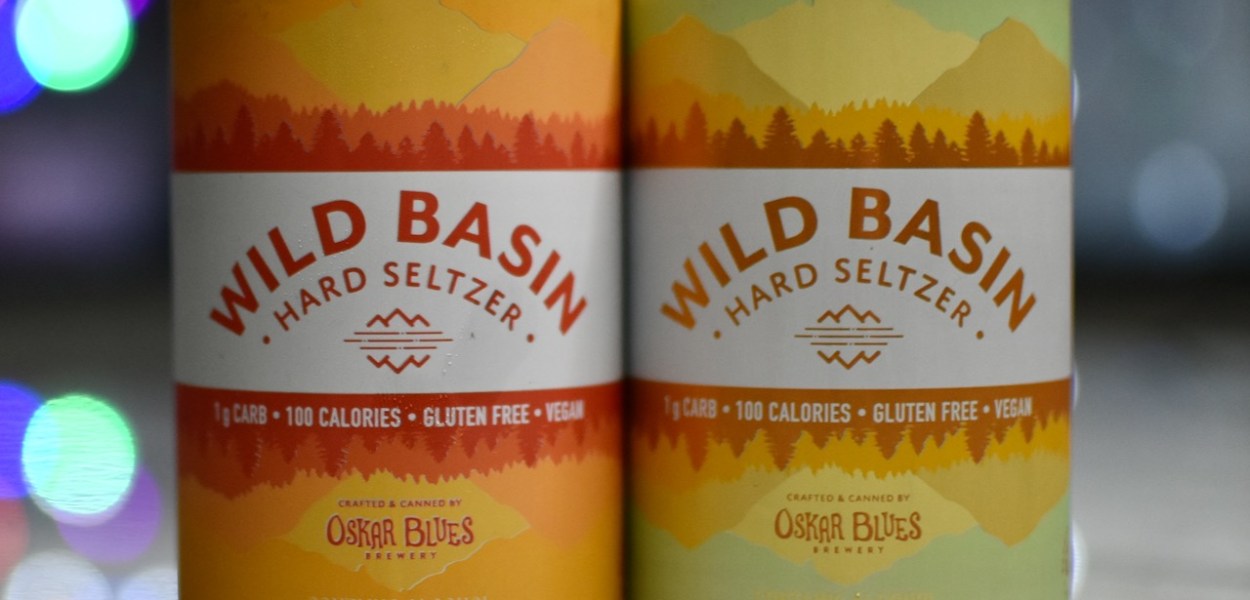 WILD BASIN
• HARD SELTZER •
1g CARB • 100 CALORIES • GLUTEN FREE • VEGAN
CRAFTED & CANNED BY
OSKAR BLUES
BREWERY
WILD BASIN
• HARD SELTZER •
1g CARB • 100 CALORIES • GLUTEN FREE • VEGAN
CRAFTED & CANNED BY
OSKAR BLUES
BREWERY